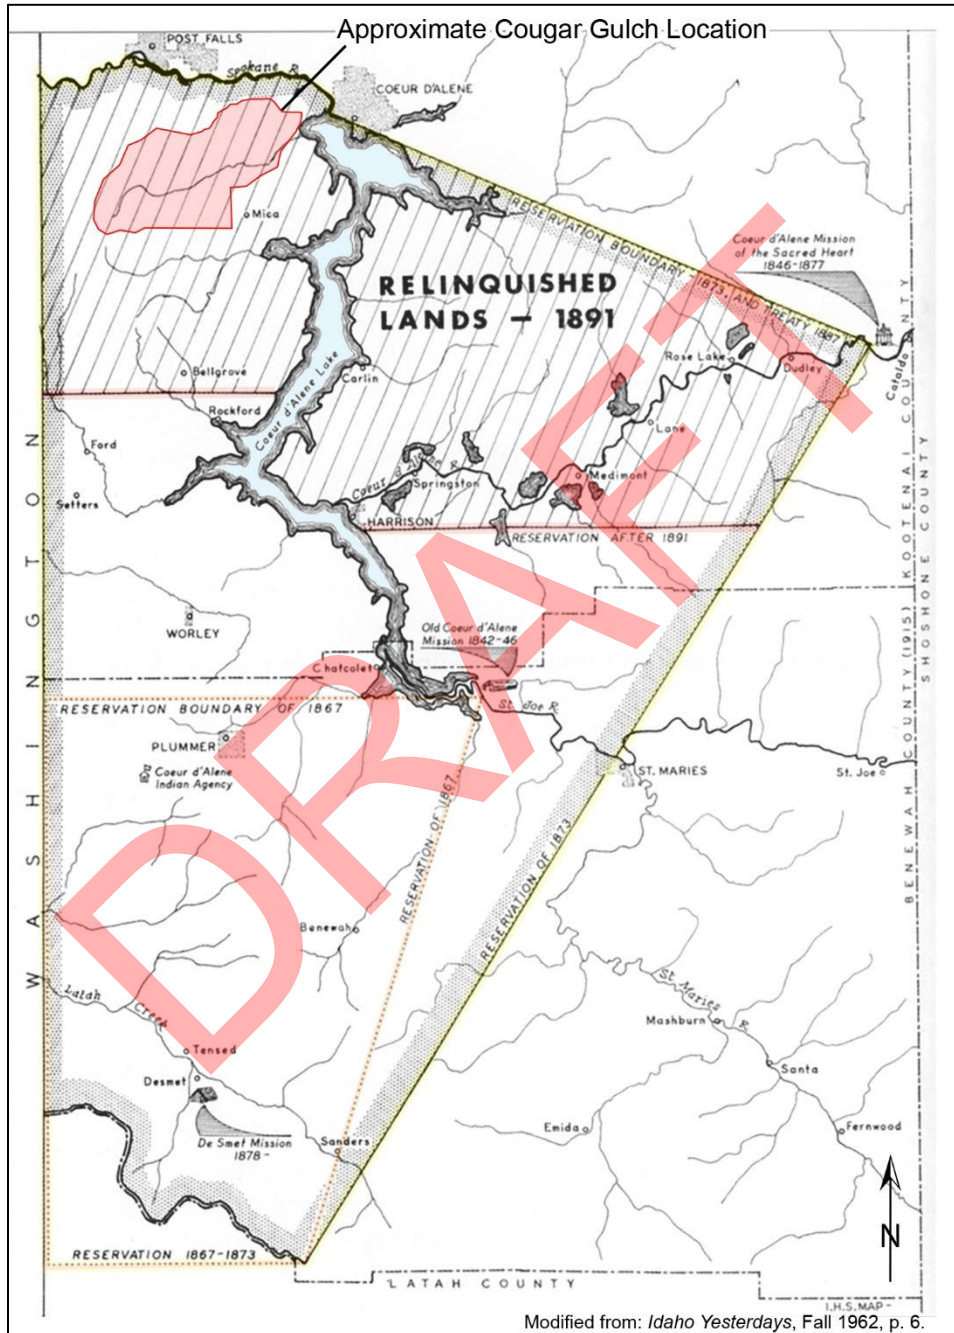 Approximate Cougar Gulch Location
POST FALLS
Spokane R.
COEUR D'ALENE
Mica
RESERVATION BOUNDARY - 1873, AND TREATY 1887
Coeur d'Alene Mission
of the Sacred Heart
1846-1877
RELINQUISHED
LANDS — 1891
Bellgrove
Carlin
Rose Lake
Dudley
Cataldo
Rockford
Coeur d'Alene Lake
Lane
Ford
Setters
Coeur d'Alene R.
Springston
Medimont
HARRISON
RESERVATION AFTER 1891
WORLEY
Old Coeur d'Alene
Mission 1842-46
Chatcolet
RESERVATION BOUNDARY OF 1867
St. Joe R.
PLUMMER
Coeur d'Alene
Indian Agency
ST. MARIES
St. Joe
RESERVATION OF 1867
RESERVATION OF 1873
Benewah
WASHINGTON
BENEWAH COUNTY (1915) KOOTENAI COUNTY
SHOSHONE COUNTY
Latah Creek
St. Maries R.
Mashburn
Tensed
Santa
Desmet
De Smet Mission
1878-
Sanders
Emida
Fernwood
N
RESERVATION 1867-1873
LATAH COUNTY
I.H.S. MAP-
Modified from: Idaho Yesterdays, Fall 1962, p. 6.
DRAFT